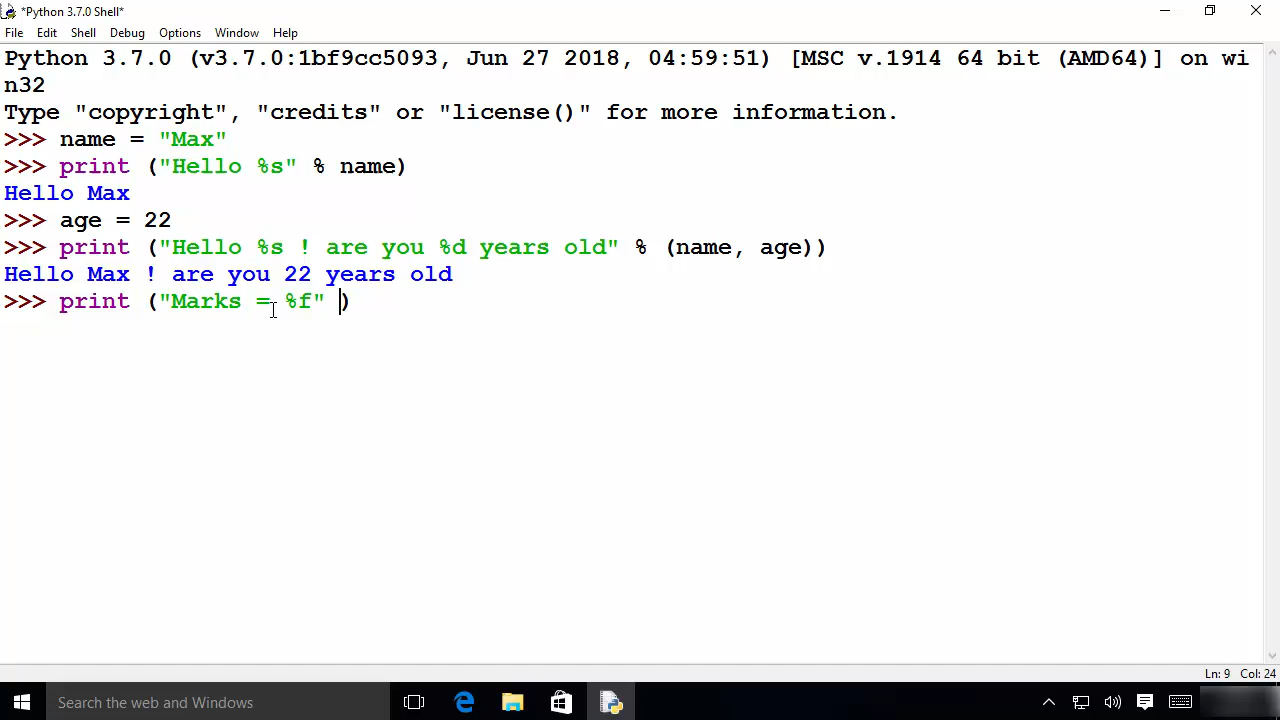 *Python 3.7.0 Shell*
File Edit Shell Debug Options Window Help
Python 3.7.0 (v3.7.0:1bf9cc5093, Jun 27 2018, 04:59:51) [MSC v.1914 64 bit (AMD64)] on wi
n32
Type "copyright", "credits" or "license()" for more information.
>>> name = "Max"
>>> print ("Hello %s" % name)
Hello Max
>>> age = 22
>>> print ("Hello %s ! are you %d years old" % (name, age))
Hello Max ! are you 22 years old
>>> print ("Marks = %f" )
Ln: 9 Col: 24
Search the web and Windows